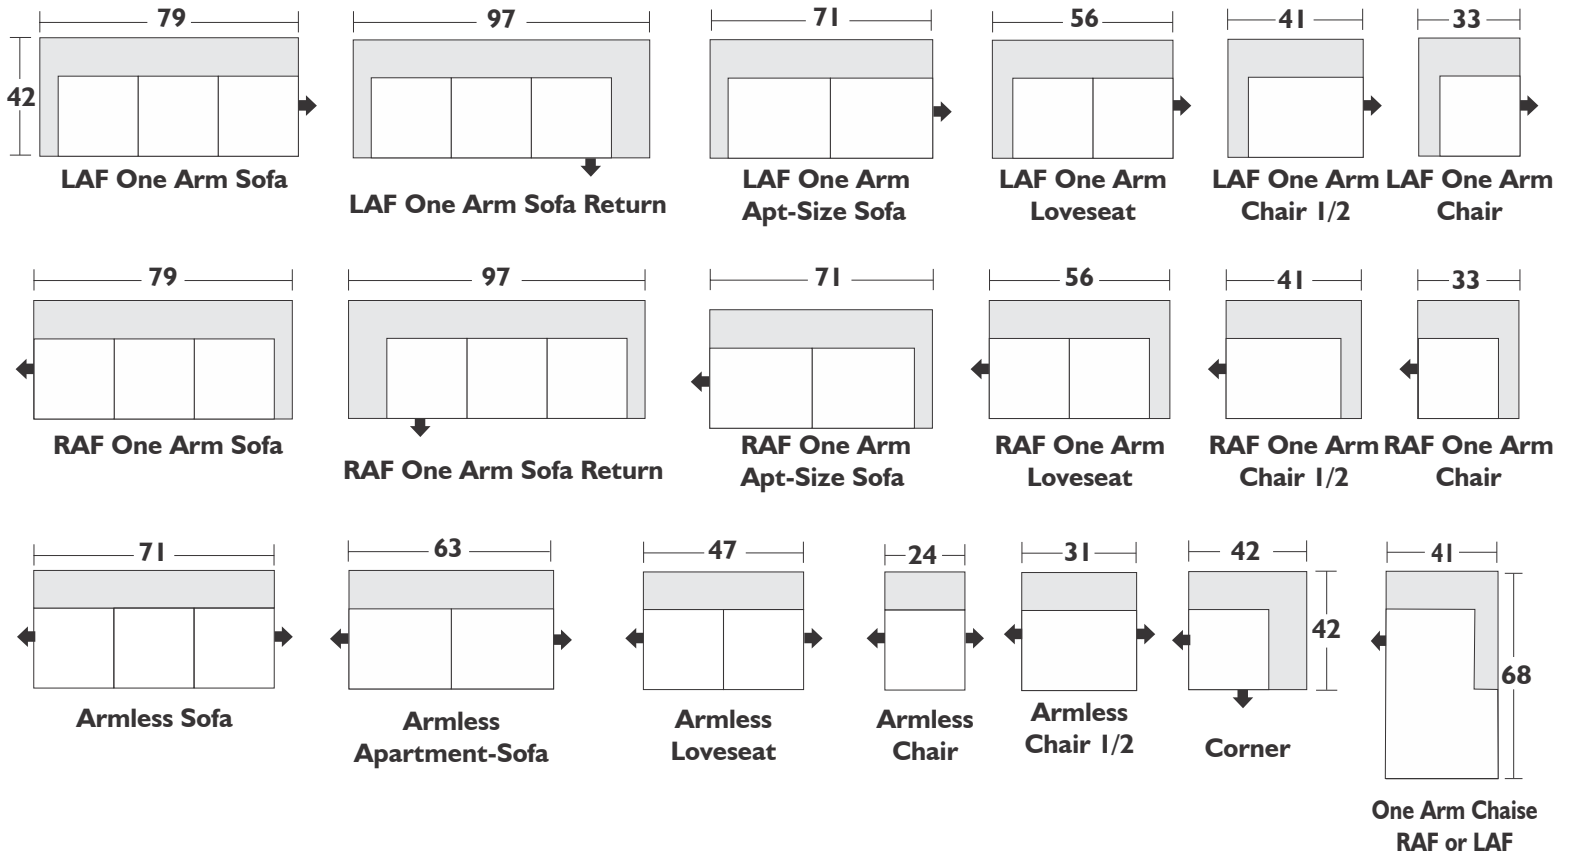 79
97
71
56
41
33
42
LAF One Arm Sofa
LAF One Arm Sofa Return
LAF One Arm
Apt-Size Sofa
LAF One Arm
Loveseat
LAF One Arm
Chair 1/2
LAF One Arm
Chair
79
97
71
56
41
33
RAF One Arm Sofa
RAF One Arm Sofa Return
RAF One Arm
Apt-Size Sofa
RAF One Arm
Loveseat
RAF One Arm
Chair 1/2
RAF One Arm
Chair
71
63
47
24
31
42
41
42
68
Armless Sofa
Armless
Apartment-Sofa
Armless
Loveseat
Armless
Chair
Armless
Chair 1/2
Corner
One Arm Chaise
RAF or LAF